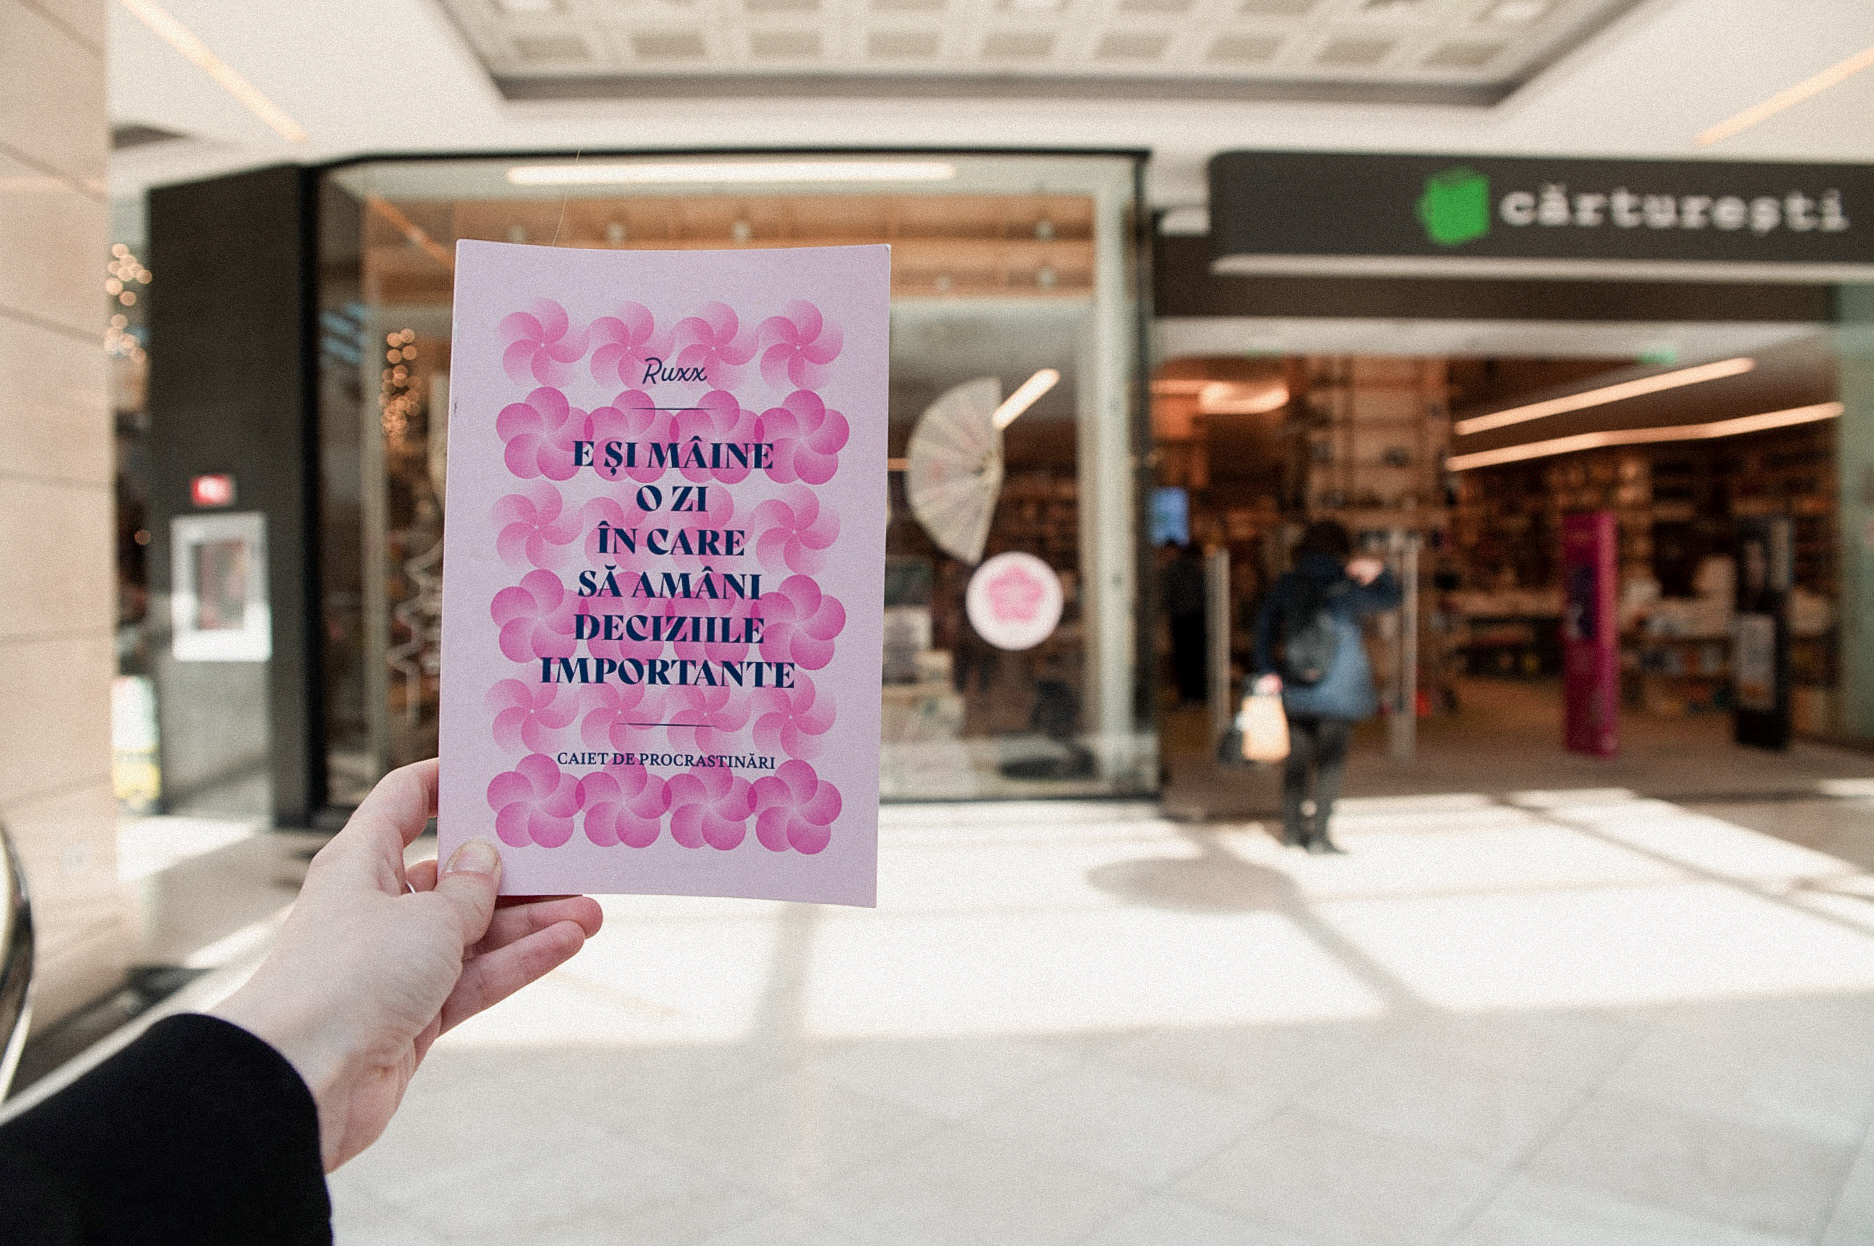 Ruxx
E ȘI MÂINE
O ZI
ÎN CARE
SĂ AMÂNI
DECIZIILE
IMPORTANTE
CAIET DE PROCRASTINĂRI
cărturești